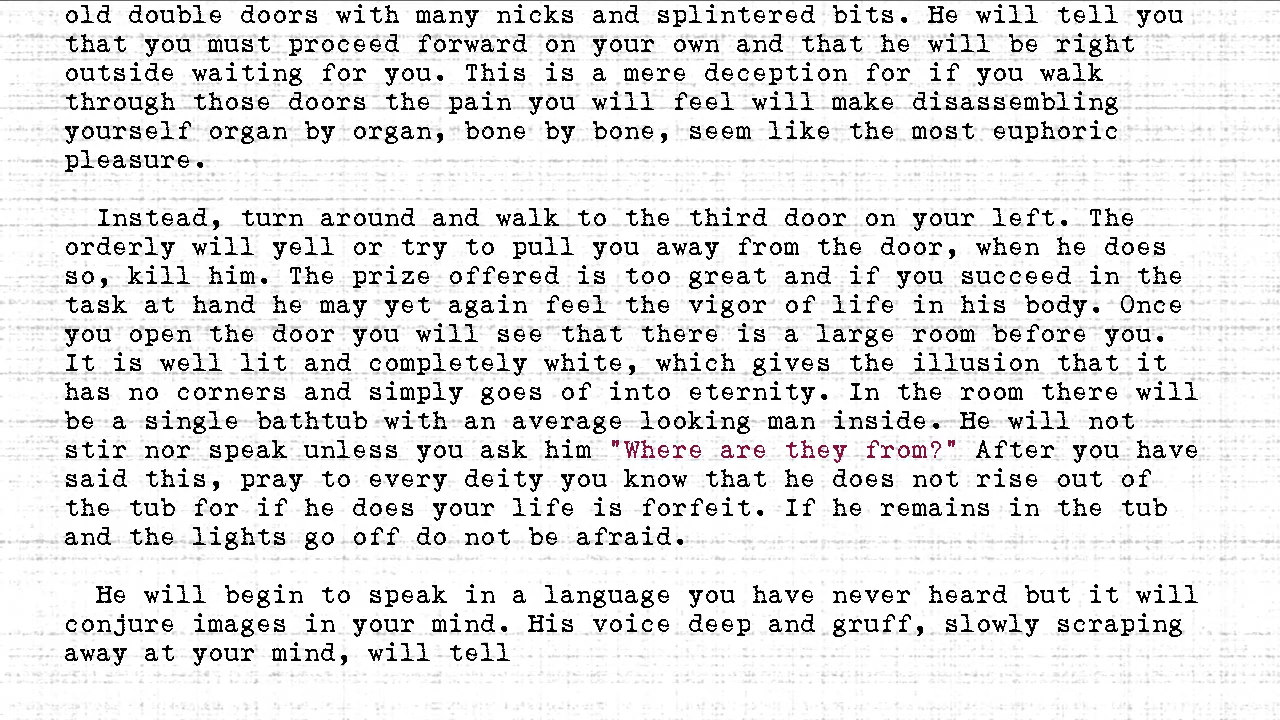 old double doors with many nicks and splintered bits. He will tell you
that you must proceed forward on your own and that he will be right
outside waiting for you. This is a mere deception for if you walk
through those doors the pain you will feel will make disassembling
yourself organ by organ, bone by bone, seem like the most euphoric
pleasure.
Instead, turn around and walk to the third door on your left. The
orderly will yell or try to pull you away from the door, when he does
so, kill him. The prize offered is too great and if you succeed in the
task at hand he may yet again feel the vigor of life in his body. Once
you open the door you will see that there is a large room before you.
It is well lit and completely white, which gives the illusion that it
has no corners and simply goes of into eternity. In the room there will
be a single bathtub with an average looking man inside. He will not
stir nor speak unless you ask him "Where are they from?" After you have
said this, pray to every deity you know that he does not rise out of
the tub for if he does your life is forfeit. If he remains in the tub
and the lights go off do not be afraid.
He will begin to speak in a language you have never heard but it will
conjure images in your mind. His voice deep and gruff, slowly scraping
away at your mind, will tell